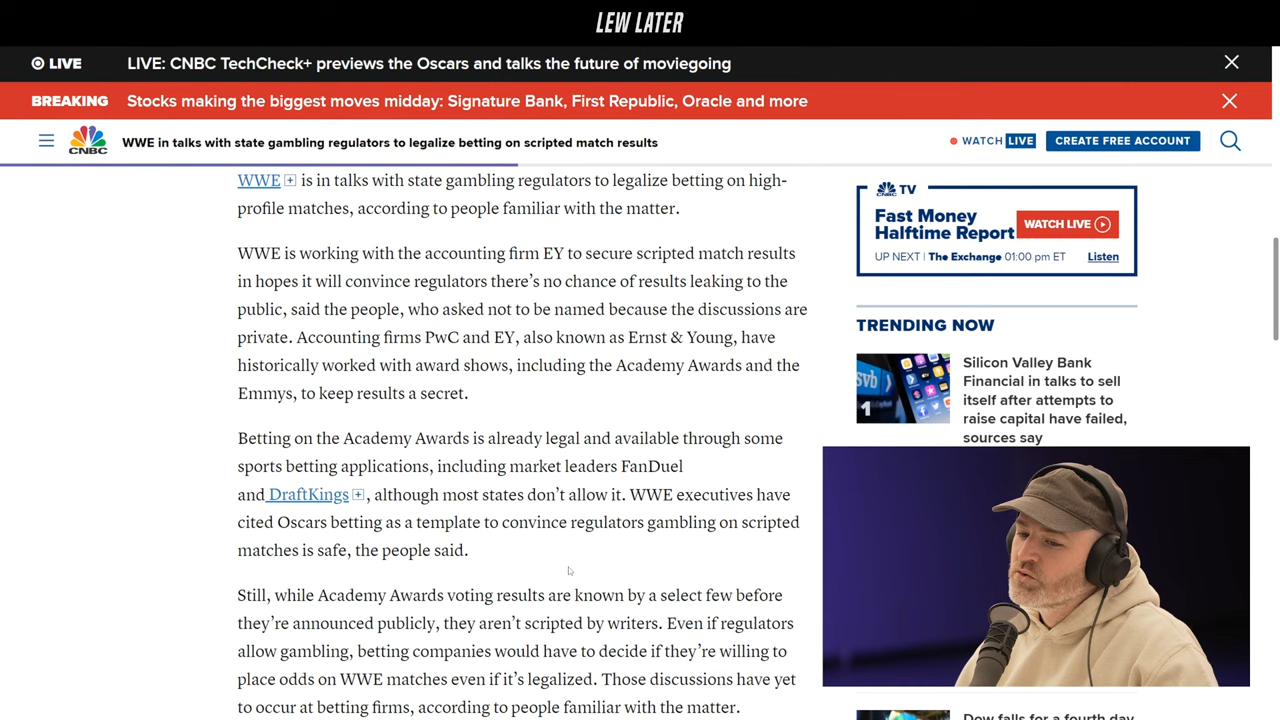 LEW LATER
LIVE
LIVE: CNBC TechCheck+ previews the Oscars and talks the future of moviegoing
BREAKING
Stocks making the biggest moves midday: Signature Bank, First Republic, Oracle and more
CNBC
WWE in talks with state gambling regulators to legalize betting on scripted match results
WATCH LIVE
CREATE FREE ACCOUNT
WWE is in talks with state gambling regulators to legalize betting on high-
profile matches, according to people familiar with the matter.
WWE is working with the accounting firm EY to secure scripted match results
in hopes it will convince regulators there's no chance of results leaking to the
public, said the people, who asked not to be named because the discussions are
private. Accounting firms PwC and EY, also known as Ernst & Young, have
historically worked with award shows, including the Academy Awards and the
Emmys, to keep results a secret.
Betting on the Academy Awards is already legal and available through some
sports betting applications, including market leaders FanDuel
and DraftKings, although most states don't allow it. WWE executives have
cited Oscars betting as a template to convince regulators gambling on scripted
matches is safe, the people said.
Still, while Academy Awards voting results are known by a select few before
they're announced publicly, they aren't scripted by writers. Even if regulators
allow gambling, betting companies would have to decide if they're willing to
place odds on WWE matches even if it's legalized. Those discussions have yet
to occur at betting firms, according to people familiar with the matter.
CNBC TV
Fast Money
Halftime Report
WATCH LIVE
UP NEXT | The Exchange 01:00 pm ET
Listen
TRENDING NOW
svb
1
Silicon Valley Bank
Financial in talks to sell
itself after attempts to
raise capital have failed,
sources say
Dow falls for a fourth day